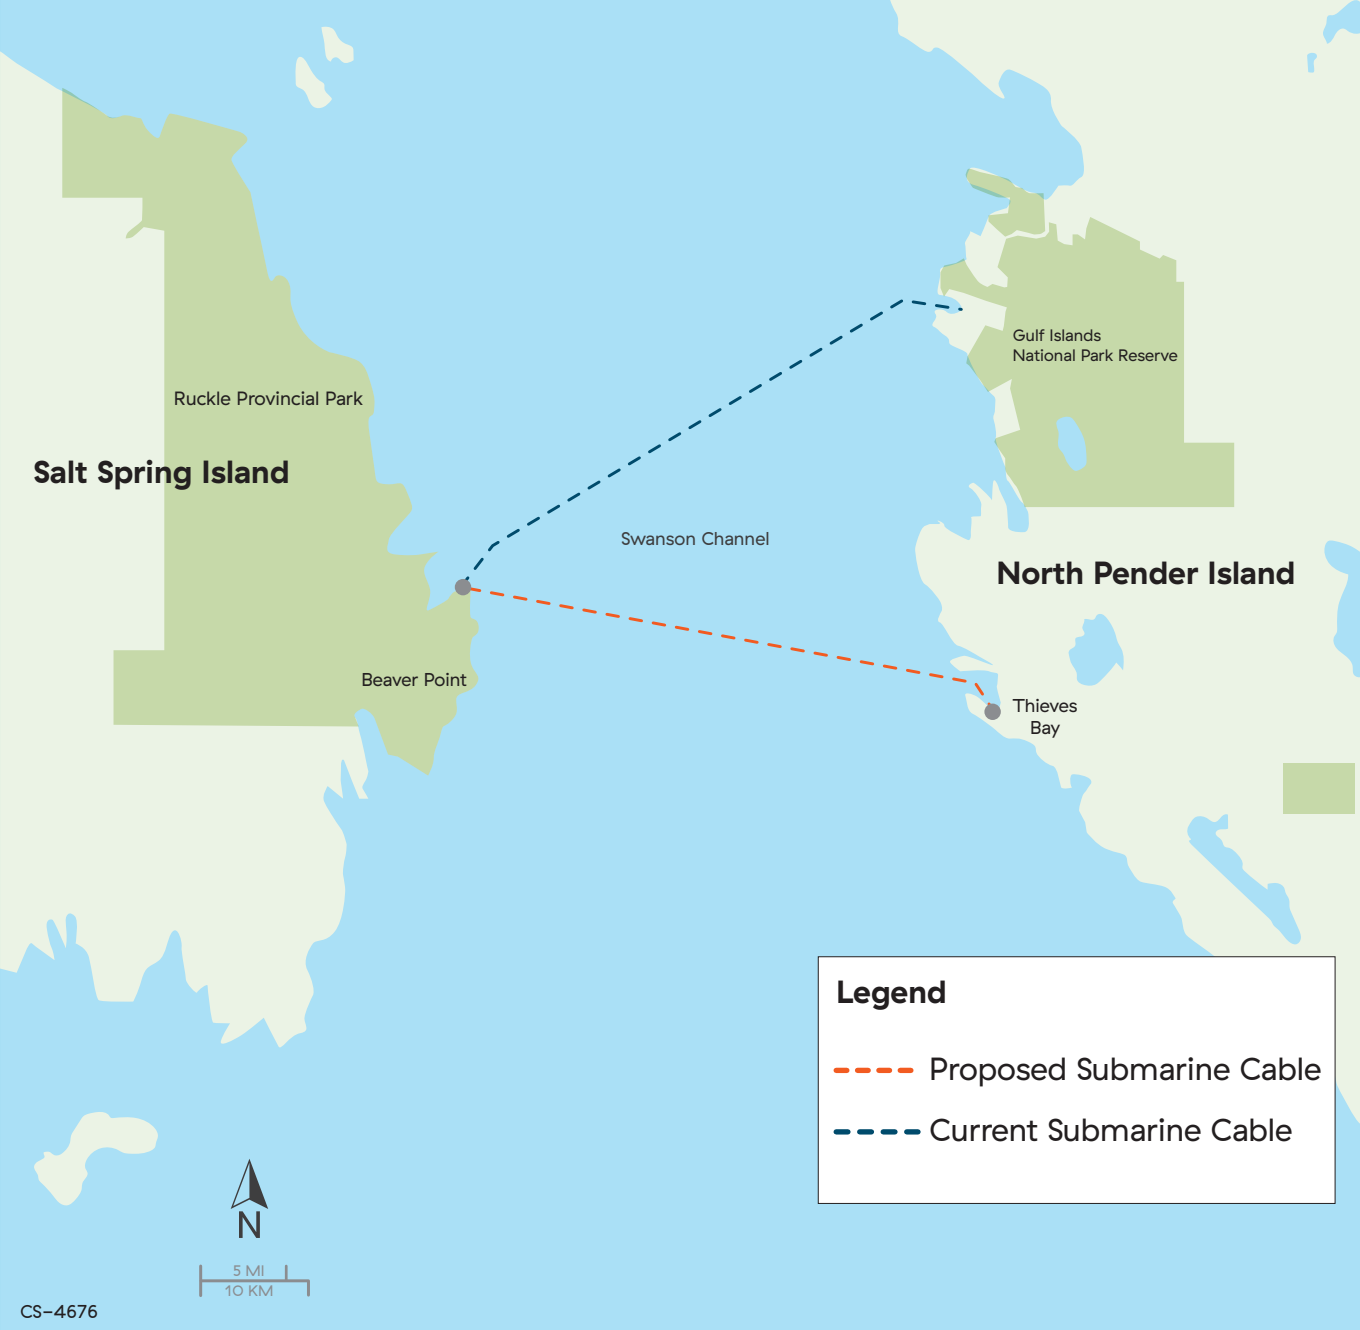 Gulf Islands
National Park Reserve
Ruckle Provincial Park
Salt Spring Island
Swanson Channel
North Pender Island
Beaver Point
Thieves
Bay
Legend
Proposed Submarine Cable
Current Submarine Cable
N
5 MI
10 KM
CS-4676